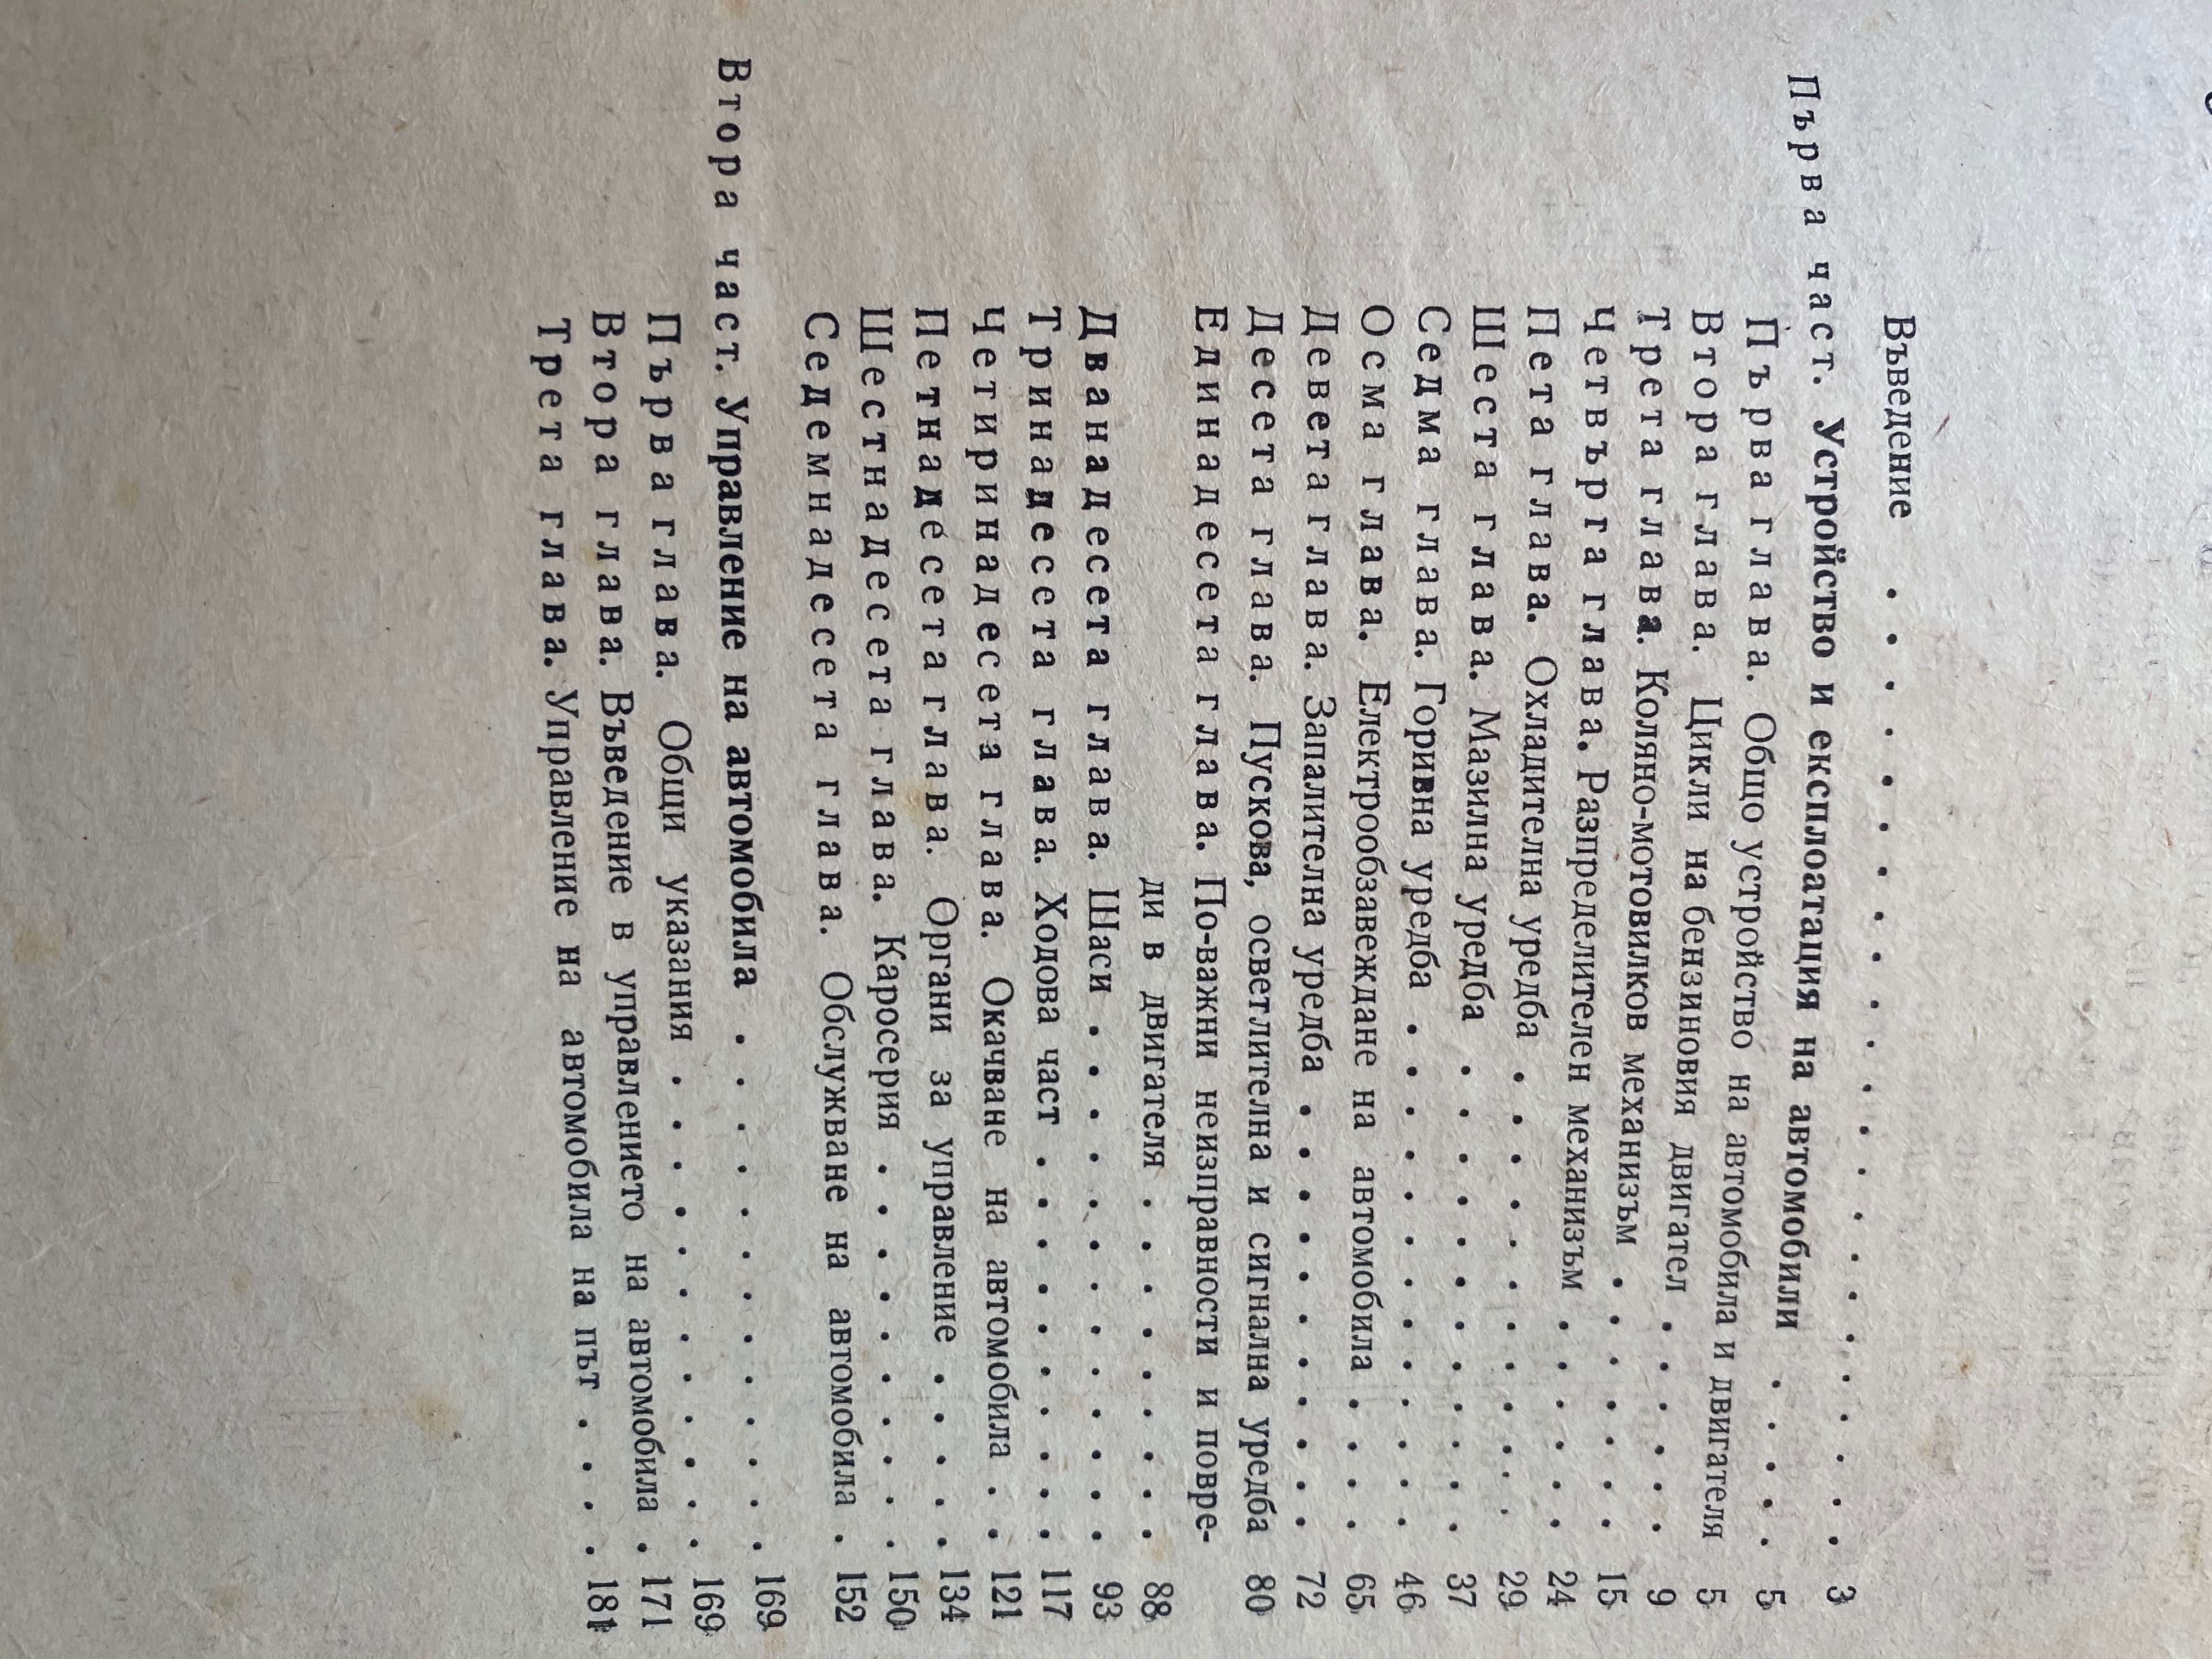 Въведение . . . . . . . . . . . . . . . . . . . . . . 3
Първа част. Устройство и експлоатация на автомобили . . . . . 5
Първа глава. Общо устройство на автомобила и двигателя 5
Втора глава. Цикли на бензиновия двигател . . . . . . 9
Трета глава. Коляно-мотовилков механизъм . . . . . . . 15
Четвърта глава. Разпределителен механизъм . . . . . . 24
Пета глава. Охладителна уредба . . . . . . . . . . . 29
Шеста глава. Мазилна уредба . . . . . . . . . . . 37
Седма глава. Горивна уредба . . . . . . . . . . . . 46
Осма глава. Електрообзавеждане на автомобила . . . . 65
Девета глава. Запалителна уредба . . . . . . . . . . . 72
Десета глава. Пускова, осветлителна и сигнална уредба 80
Единадесета глава. По-важни неизправности и повре-
ди в двигателя . . . . . . . . . 88
Дванадесета глава. Шаси . . . . . . . . . . . . . 93
Тринадесета глава. Ходова част . . . . . . . . . . 117
Четиринадесета глава. Окачване на автомобила . . 121
Петнадесета глава. Органи за управление . . . . . 134
Шестнадесета глава. Каросерия . . . . . . . . . . 150
Седемнадесета глава. Обслужване на автомобила . 152
Втора част. Управление на автомобила . . . . . . . . . . . . . 169
Първа глава. Общи указания . . . . . . . . . . . . 169
Втора глава. Въведение в управлението на автомобила . 171
Трета глава. Управление на автомобила на път . . . . 181